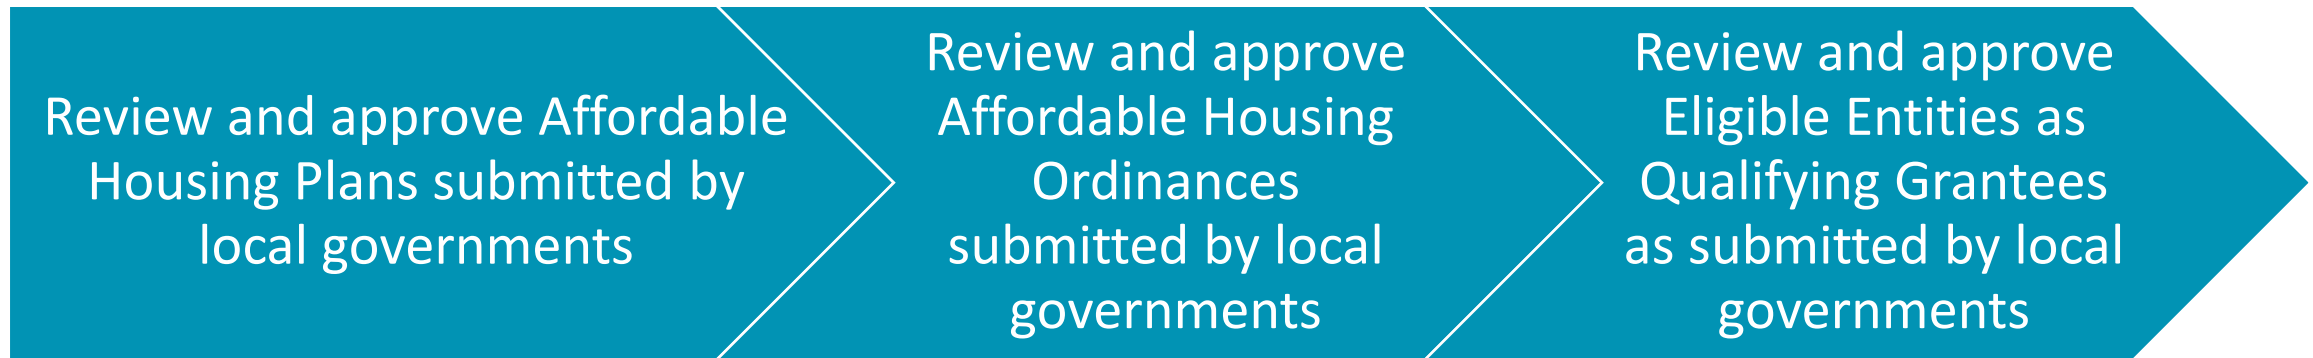 Review and approve Affordable
Housing Plans submitted by
local governments
Review and approve
Affordable Housing
Ordinances
submitted by local
governments
Review and approve
Eligible Entities as
Qualifying Grantees
as submitted by local
governments